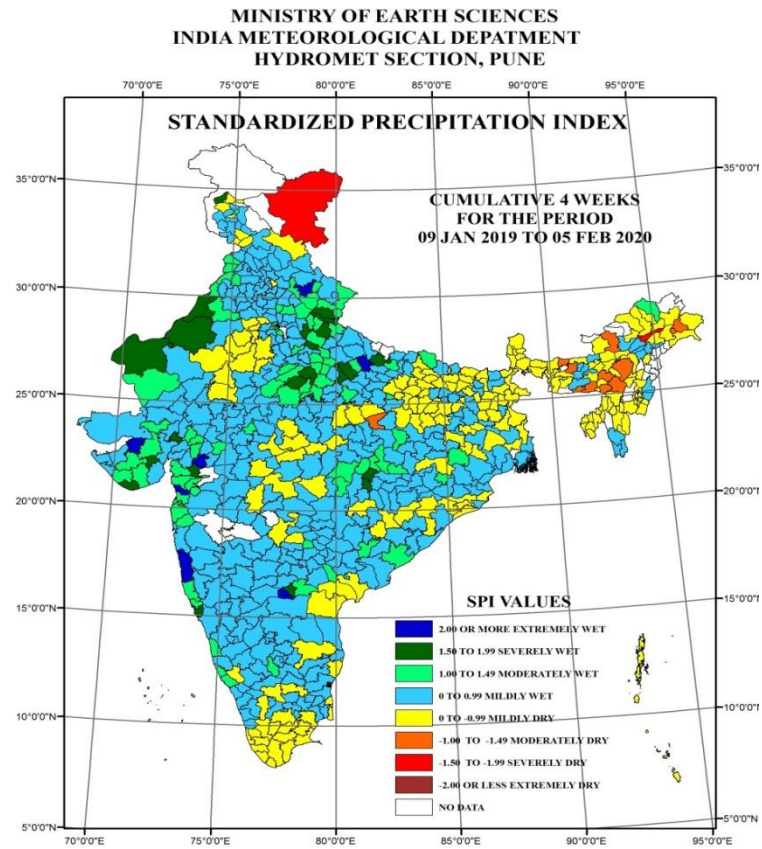 MINISTRY OF EARTH SCIENCES
INDIA METEOROLOGICAL DEPATMENT
HYDROMET SECTION, PUNE
70°0'0"E 75°0'0"E 80°0'0"E 85°0'0"E 90°0'0"E 95°0'0"E
STANDARDIZED PRECIPITATION INDEX
35°0'0"N 35°0'0"N
CUMULATIVE 4 WEEKS
FOR THE PERIOD
09 JAN 2019 TO 05 FEB 2020
30°0'0"N 30°0'0"N
25°0'0"N 25°0'0"N
20°0'0"N 20°0'0"N
15°0'0"N 15°0'0"N
SPI VALUES
2.00 OR MORE EXTREMELY WET
1.50 TO 1.99 SEVERELY WET
1.00 TO 1.49 MODERATELY WET
0 TO 0.99 MILDLY WET
10°0'0"N 10°0'0"N
0 TO -0.99 MILDLY DRY
-1.00 TO -1.49 MODERATELY DRY
-1.50 TO -1.99 SEVERELY DRY
-2.00 OR LESS EXTREMELY DRY
NO DATA
5°0'0"N 5°0'0"N
70°0'0"E 75°0'0"E 80°0'0"E 85°0'0"E 90°0'0"E 95°0'0"E